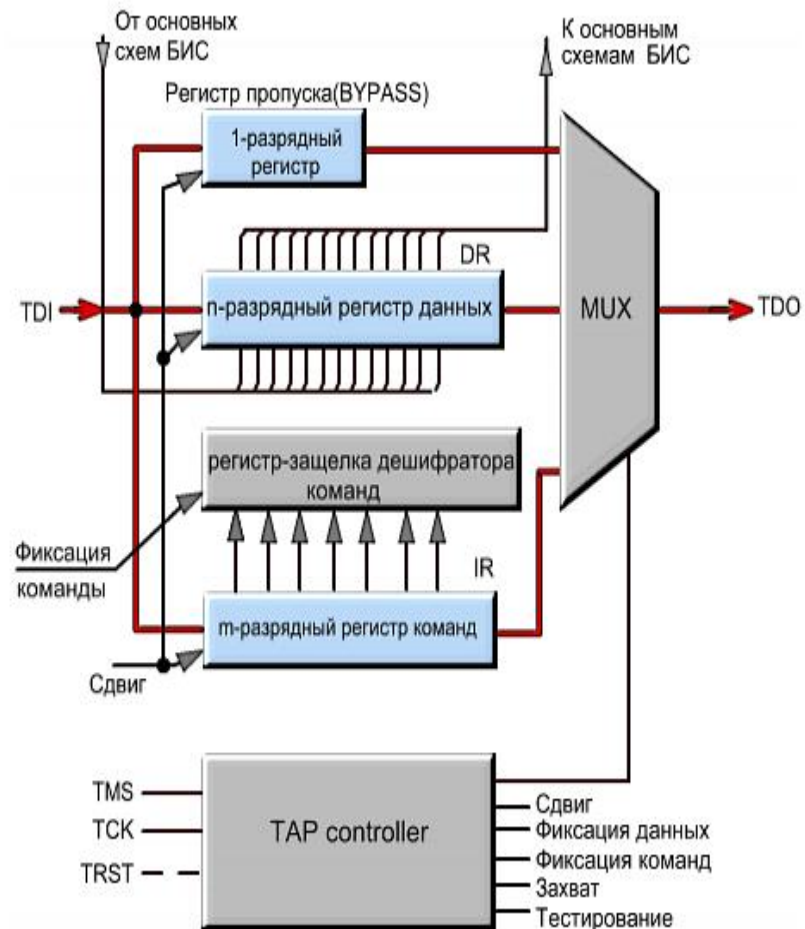 От основных
схем БИС
К основным
схемам БИС
Регистр пропуска(BYPASS)
1-разрядный
регистр
DR
TDI
n-разрядный регистр данных
MUX
TDO
регистр-защелка дешифратора
команд
Фиксация
команды
IR
m-разрядный регистр команд
Сдвиг
TMS
TCK
TRST
TAP controller
Сдвиг
Фиксация данных
Фиксация команд
Захват
Тестирование